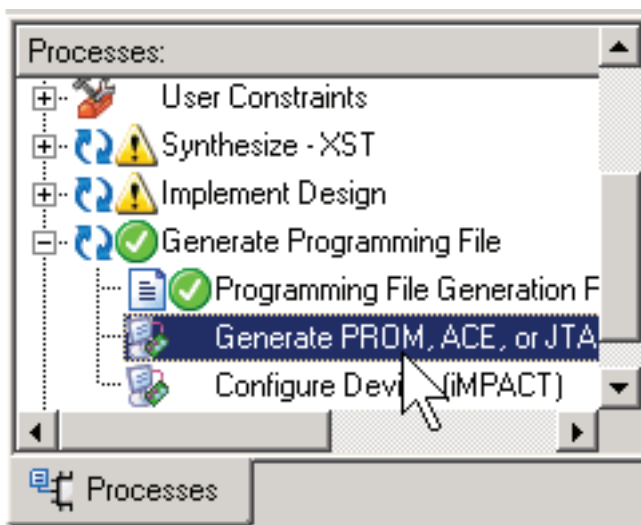 Processes:
User Constraints
Synthesize - XST
Implement Design
Generate Programming File
Programming File Generation F
Generate PROM, ACE, or JTA
Configure Devi (iMPACT)
Processes